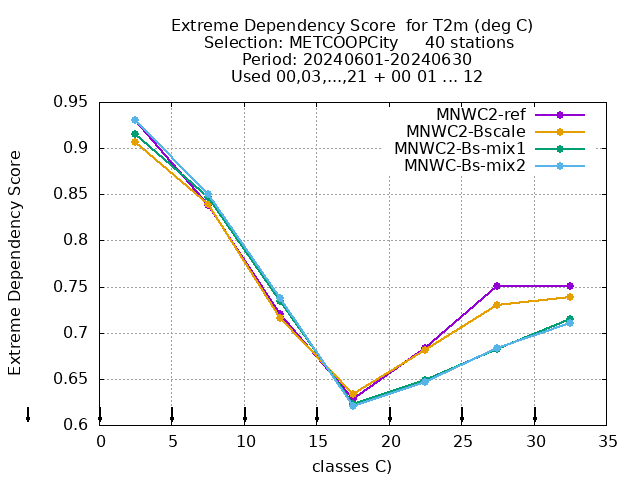 Extreme Dependency Score  for T2m (deg C)
Selection: METCOOPCity     40 stations
Period: 20240601-20240630
Used 00,03,...,21 + 00 01 ... 12
MNWC2-ref
MNWC2-Bscale
MNWC2-Bs-mix1
MNWC-Bs-mix2
Extreme Dependency Score
0.95
0.9
0.85
0.8
0.75
0.7
0.65
0.6
0 5 10 15 20 25 30 35
classes C)